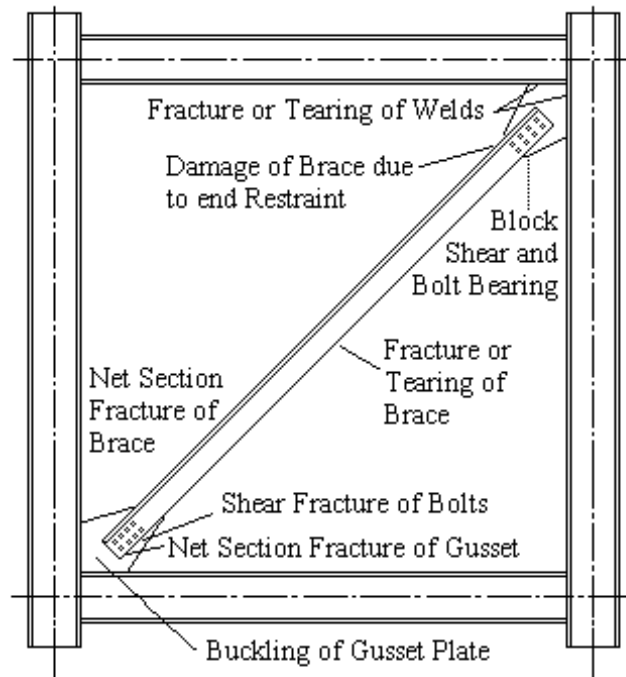 Fracture or Tearing of Welds
Damage of Brace due
to end Restraint
Block
Shear and
Bolt Bearing
Fracture or
Tearing of
Brace
Net Section
Fracture of
Brace
Shear Fracture of Bolts
Net Section Fracture of Gusset
Buckling of Gusset Plate